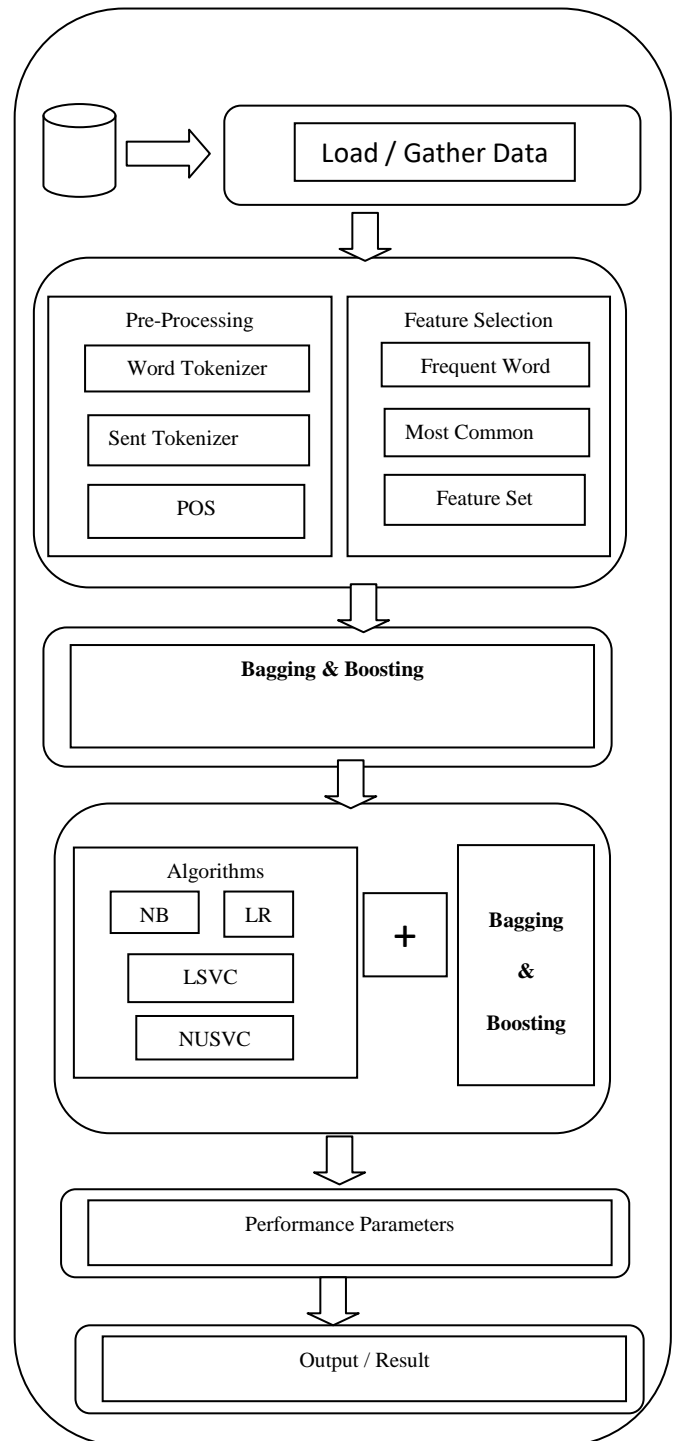 Load / Gather Data
Pre-Processing
Word Tokenizer
Sent Tokenizer
POS
Feature Selection
Frequent Word
Most Common
Feature Set
Bagging & Boosting
Algorithms
NB
LR
LSVC
NUSVC
+
Bagging
&
Boosting
Performance Parameters
Output / Result